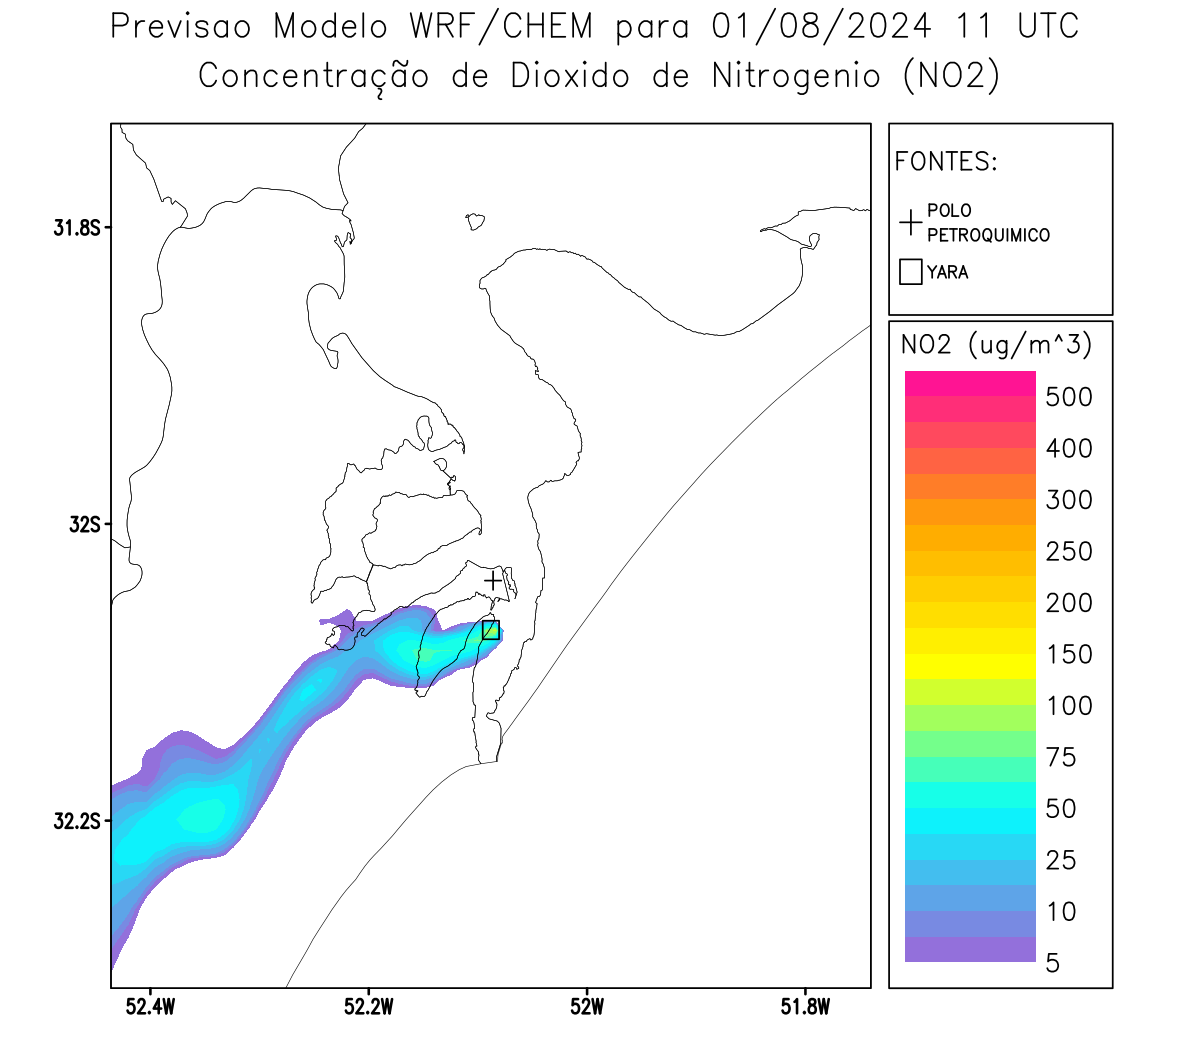 Previsao Modelo WRF/CHEM para 01/08/2024 11 UTC
Concentração de Dioxido de Nitrogenio (NO2)
FONTES:
POLO
PETROQUIMICO
YARA
NO2 (ug/m^3)
500
400
300
250
200
150
100
75
50
25
10
5
31.8S
32S
32.2S
52.4W
52.2W
52W
51.8W